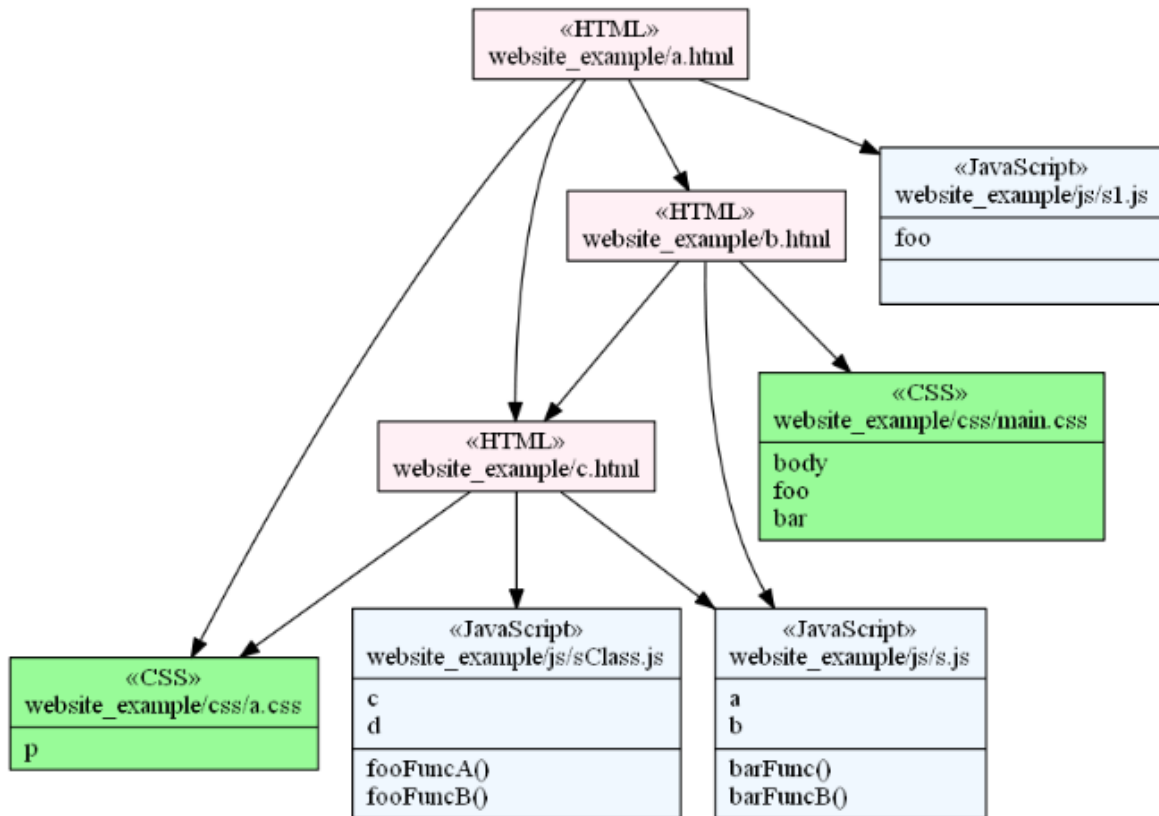 «HTML»
website_example/a.html
«JavaScript»
website_example/js/s1.js
foo
«HTML»
website_example/b.html
«CSS»
website_example/css/main.css
body
foo
bar
«HTML»
website_example/c.html
«CSS»
website_example/css/a.css
p
«JavaScript»
website_example/js/sClass.js
c
d
fooFuncA()
fooFuncB()
«JavaScript»
website_example/js/s.js
a
b
barFunc()
barFuncB()